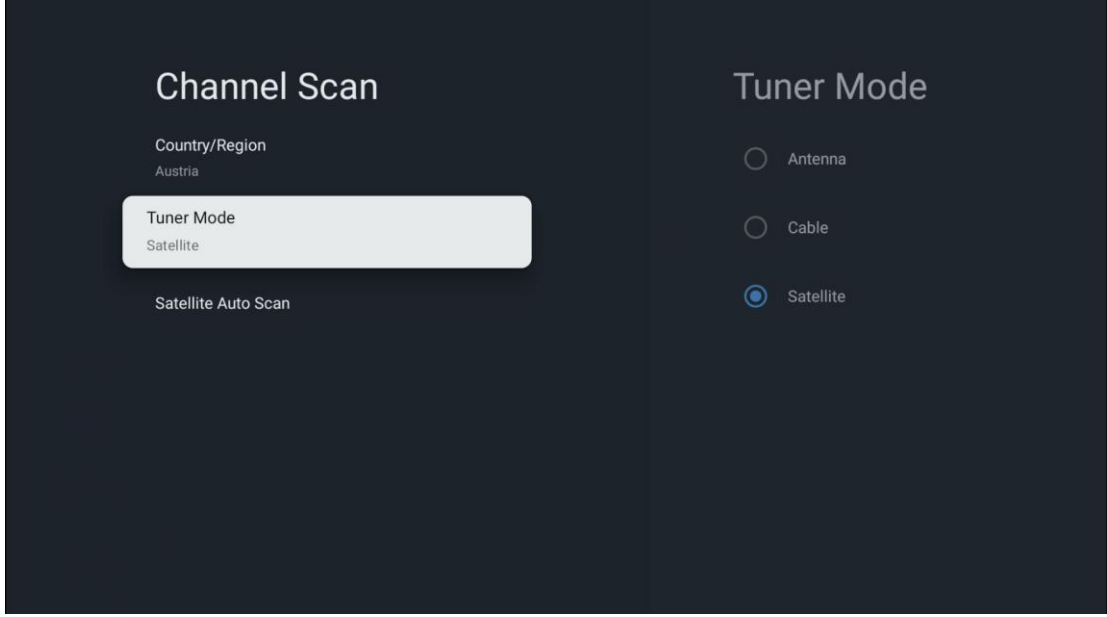 Channel Scan
Country/Region
Austria
Tuner Mode
Satellite
Satellite Auto Scan
Tuner Mode
Antenna
Cable
Satellite